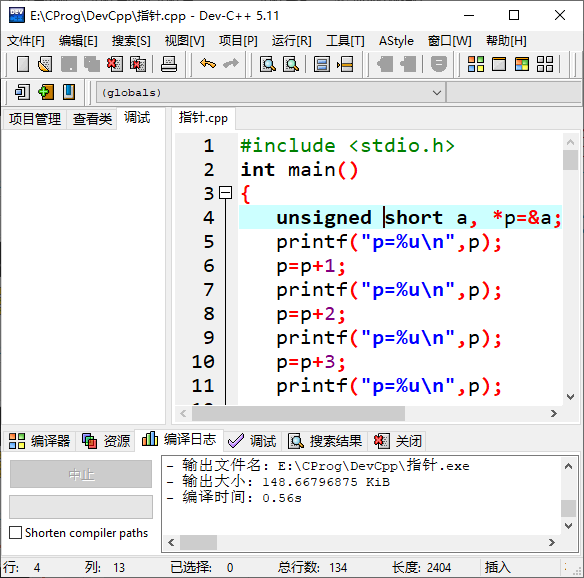 E:\CProg\DevCpp\指针.cpp - Dev-C++ 5.11
文件[F] 编辑[E] 搜索[S] 视图[V] 项目[P] 运行[R] 工具[T] AStyle 窗口[W] 帮助[H]
(globals)
项目管理 查看类 调试 指针.cpp
1 #include <stdio.h>
2 int main()
3 {
4 unsigned short a, *p=&a;
5 printf("p=%u\n",p);
6 p=p+1;
7 printf("p=%u\n",p);
8 p=p+2;
9 printf("p=%u\n",p);
10 p=p+3;
11 printf("p=%u\n",p);
编译器 资源 编译日志 调试 搜索结果 关闭
中止
Shorten compiler paths
- 输出文件名: E:\CProg\DevCpp\指针.exe
- 输出大小: 148.66796875 KiB
- 编译时间: 0.56s
行: 4 列: 13 已选择: 0 总行数: 134 长度: 2404 插入